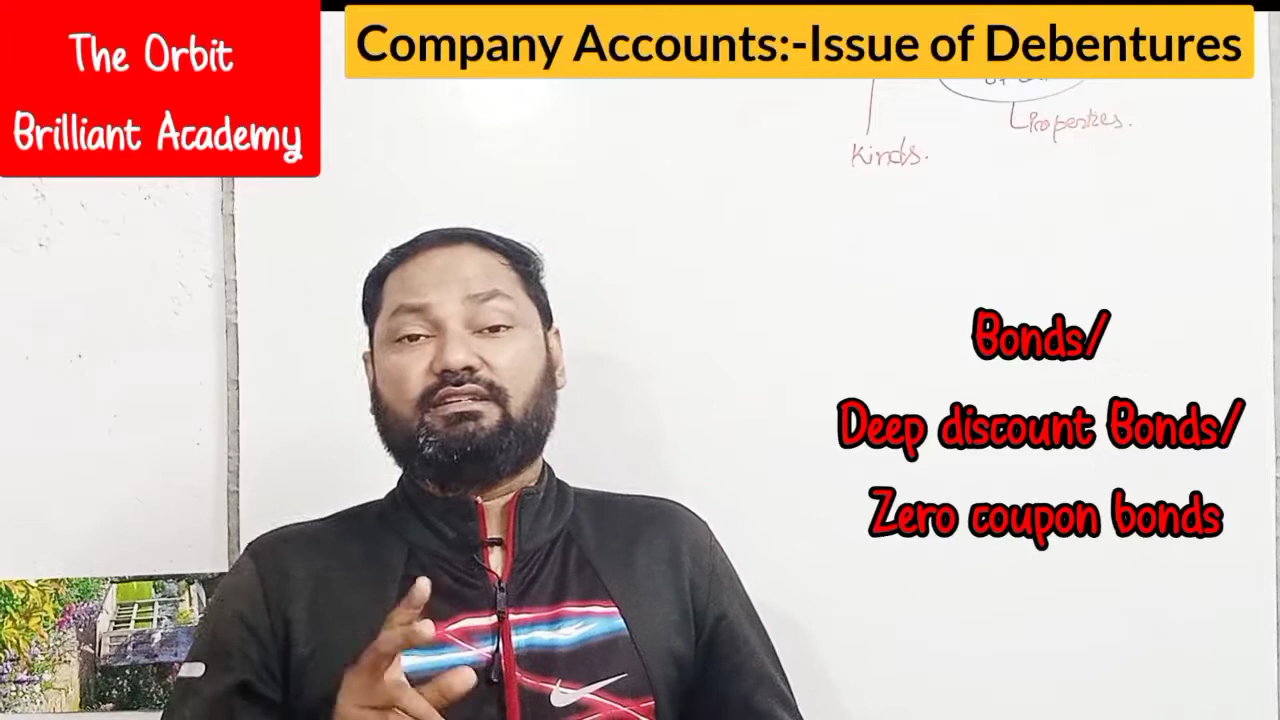 The Orbit
Brilliant Academy
Company Accounts:-Issue of Debentures
Properties.
Kinds.
Bonds/
Deep discount Bonds/
Zero coupon bonds